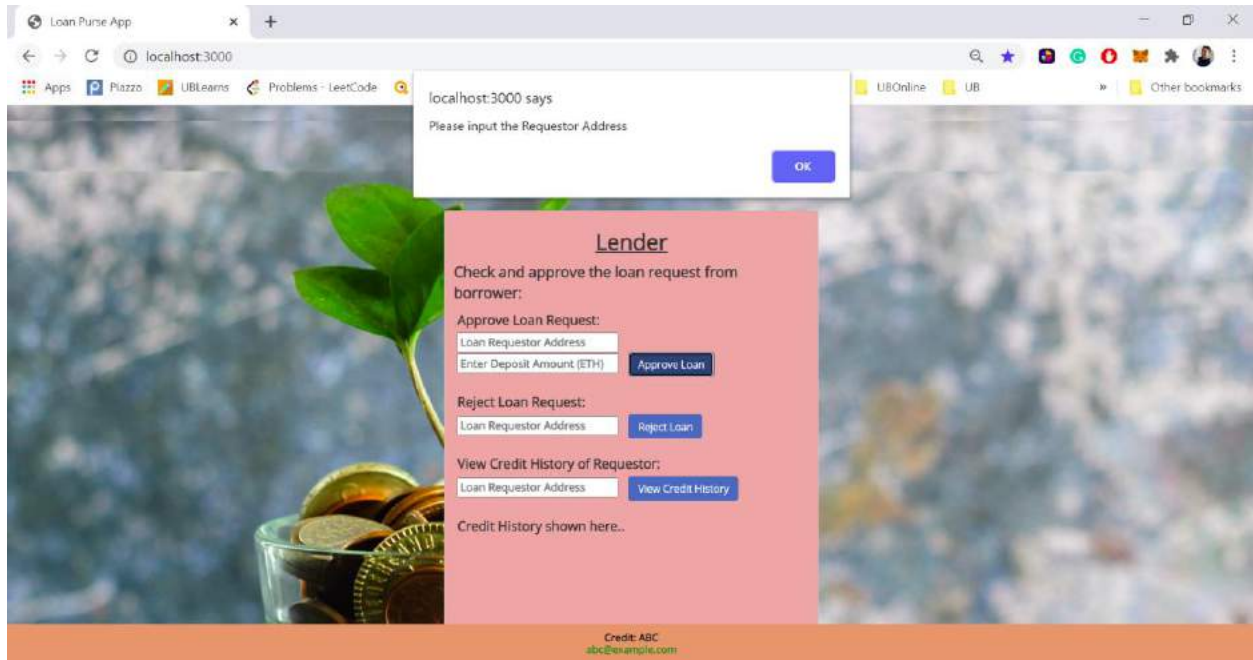 Loan Purse App
localhost:3000
Apps Piazza UBLearns Problems - LeetCode UBOnline UB » Other bookmarks
localhost:3000 says
Please input the Requestor Address
OK
Lender
Check and approve the loan request from
borrower:
Approve Loan Request:
Loan Requestor Address
Enter Deposit Amount (ETH) Approve Loan
Reject Loan Request:
Loan Requestor Address Reject Loan
View Credit History of Requestor:
Loan Requestor Address View Credit History
Credit History shown here..
Credit: ABC
abc@example.com